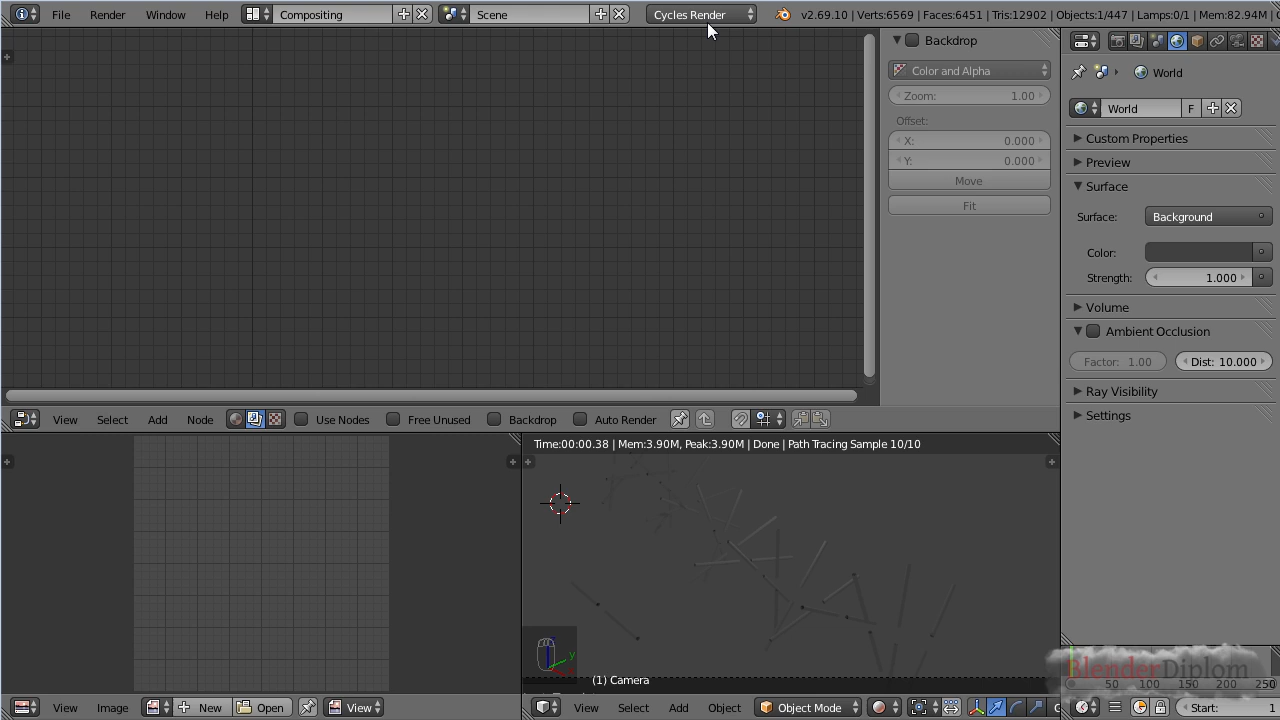 File Render Window Help Compositing Scene Cycles Render v2.69.10 | Verts:6569 | Faces:6451 | Tris:12902 | Objects:1/447 | Lamps:0/1 | Mem:82.94M |
Backdrop
Color and Alpha
Zoom: 1.00
Offset:
X: 0.000
Y: 0.000
Move
Fit
World
World F
Custom Properties
Preview
Surface
Surface: Background
Color:
Strength: 1.000
Volume
Ambient Occlusion
Factor: 1.00 Dist: 10.000
Ray Visibility
Settings
View Select Add Node Use Nodes Free Unused Backdrop Auto Render
Time:00:00.38 | Mem:3.90M, Peak:3.90M | Done | Path Tracing Sample 10/10
y
(1) Camera
BlenderDiplom
0 50 100 150 200 250
View Image New Open View
View Select Add Object Object Mode
Start: 1